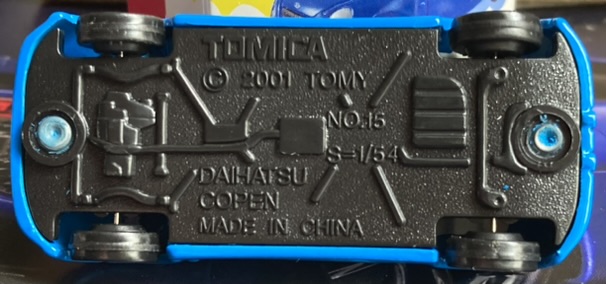 TOMICA
© 2001 TOMY
NO.15
S=1/54
DAIHATSU
COPEN
MADE IN CHINA